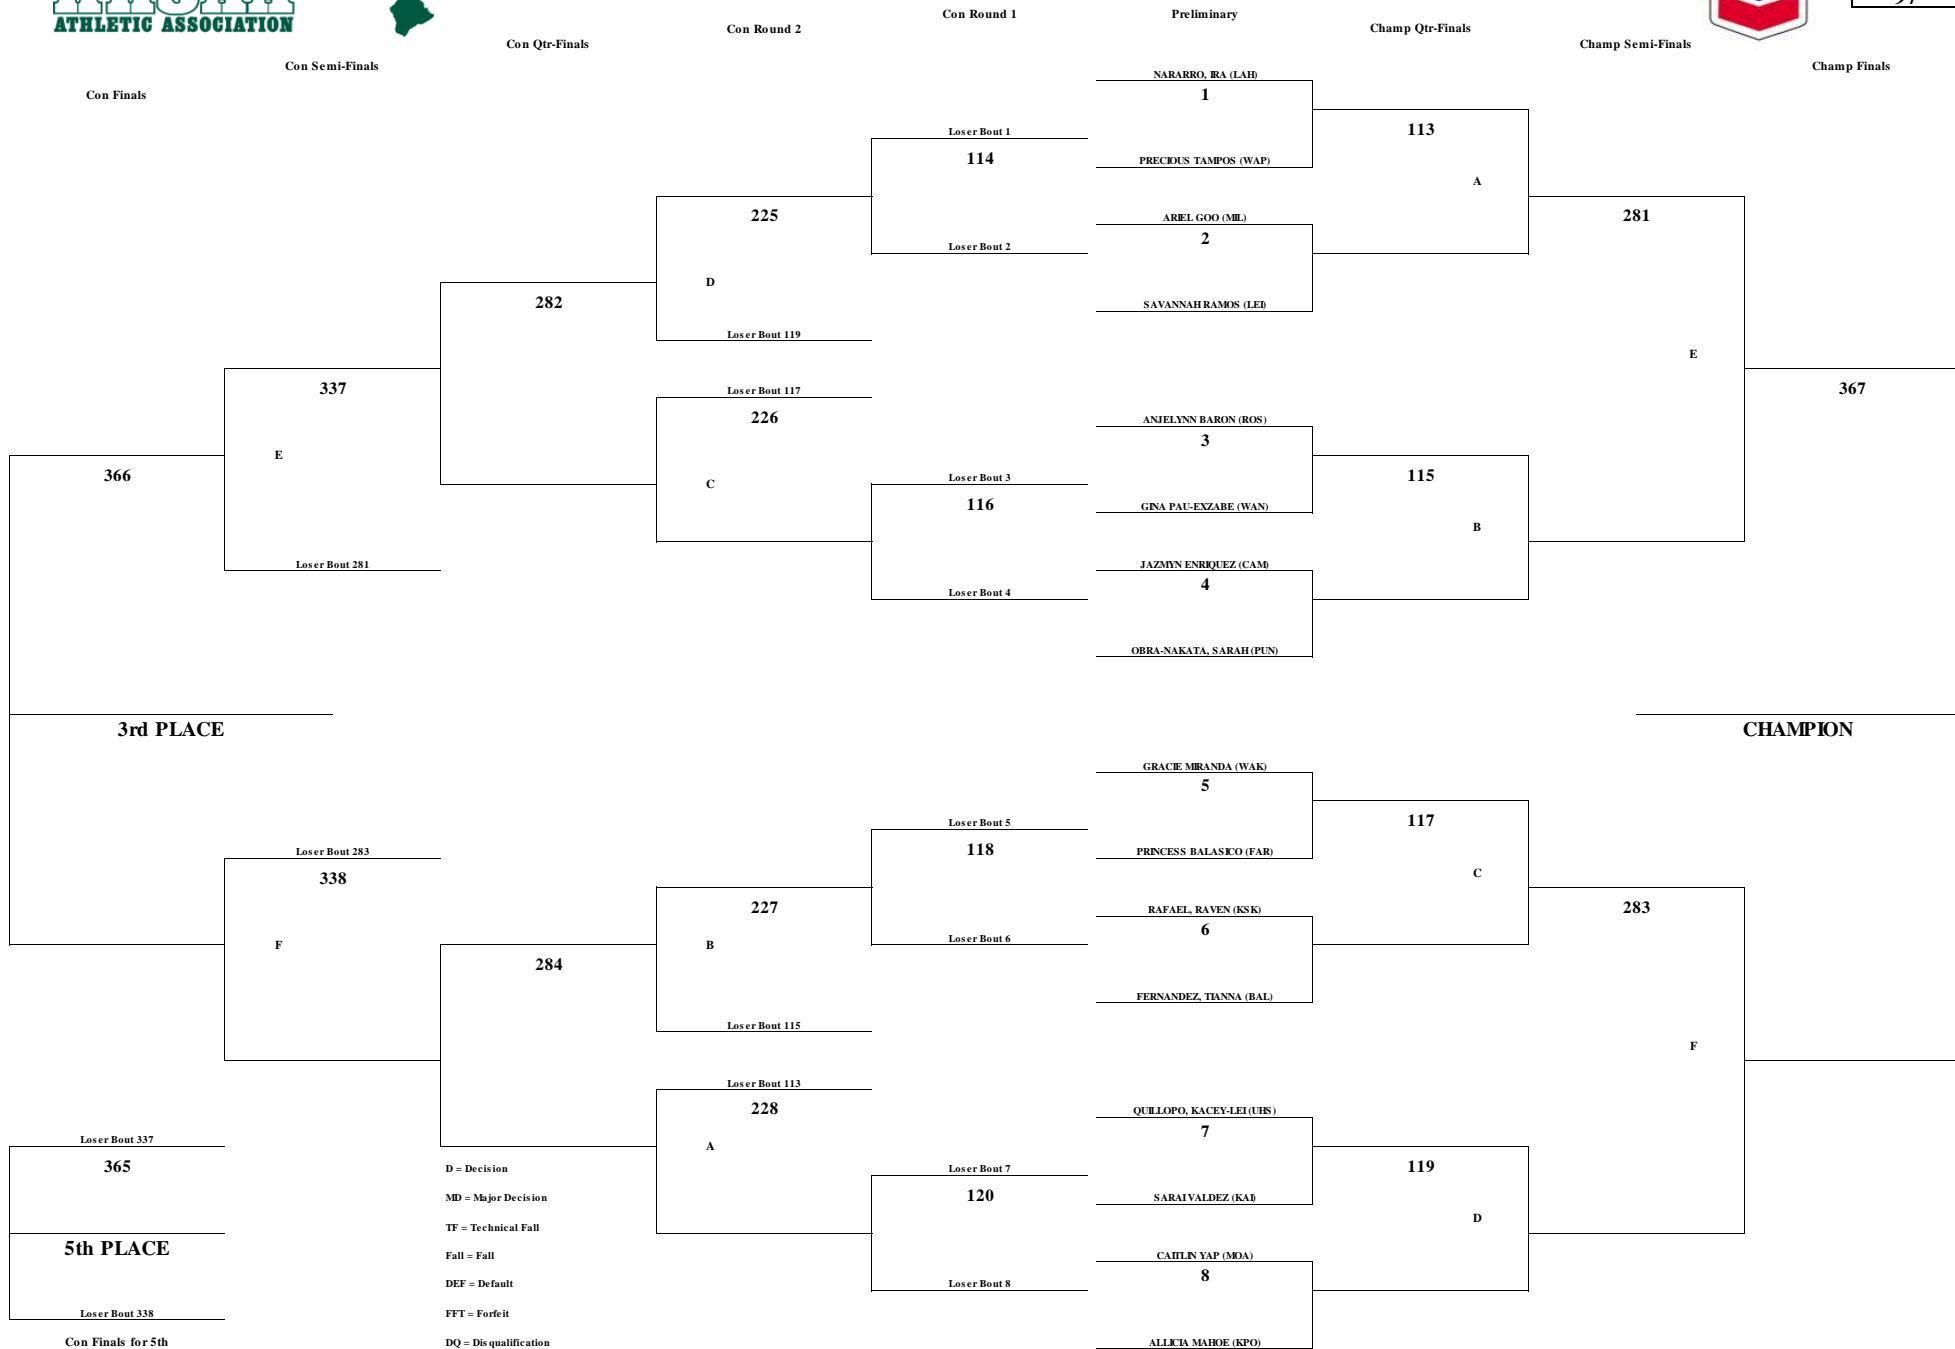 ATHLETIC ASSOCIATION
Con Round 1
Preliminary
Con Round 2
Champ Qtr-Finals
Con Qtr-Finals
Champ Semi-Finals
Con Semi-Finals
Champ Finals
Con Finals
NARARRO, IRA (LAH)
1
PRECIOUS TAMPOS (WAP)
ARIEL GOO (MIL)
2
SAVANNAH RAMOS (LEI)
ANJELYNN BARON (ROS)
3
GINA PAU-EXZABE (WAN)
JAZMYN ENRIQUEZ (CAM)
4
OBRA-NAKATA, SARAH (PUN)
GRACIE MIRANDA (WAK)
5
PRINCESS BALASICO (FAR)
RAFAEL, RAVEN (KSK)
6
FERNANDEZ, TIANNA (BAL)
QUILLOPO, KACEY-LEI (UHS)
7
SARAI VALDEZ (KAI)
CAITLIN YAP (MOA)
8
ALLICIA MAHOE (KPO)
113
A
115
B
117
C
119
D
281
E
283
F
367
CHAMPION
Loser Bout 1
114
Loser Bout 2
Loser Bout 3
116
Loser Bout 4
Loser Bout 5
118
Loser Bout 6
Loser Bout 7
120
Loser Bout 8
225
D
Loser Bout 119
Loser Bout 117
226
C
227
B
Loser Bout 115
Loser Bout 113
228
A
282
284
337
E
Loser Bout 281
Loser Bout 283
338
F
366
3rd PLACE
Loser Bout 337
365
5th PLACE
Loser Bout 338
Con Finals for 5th
D = Decision
MD = Major Decision
TF = Technical Fall
Fall = Fall
DEF = Default
FFT = Forfeit
DQ = Disqualification